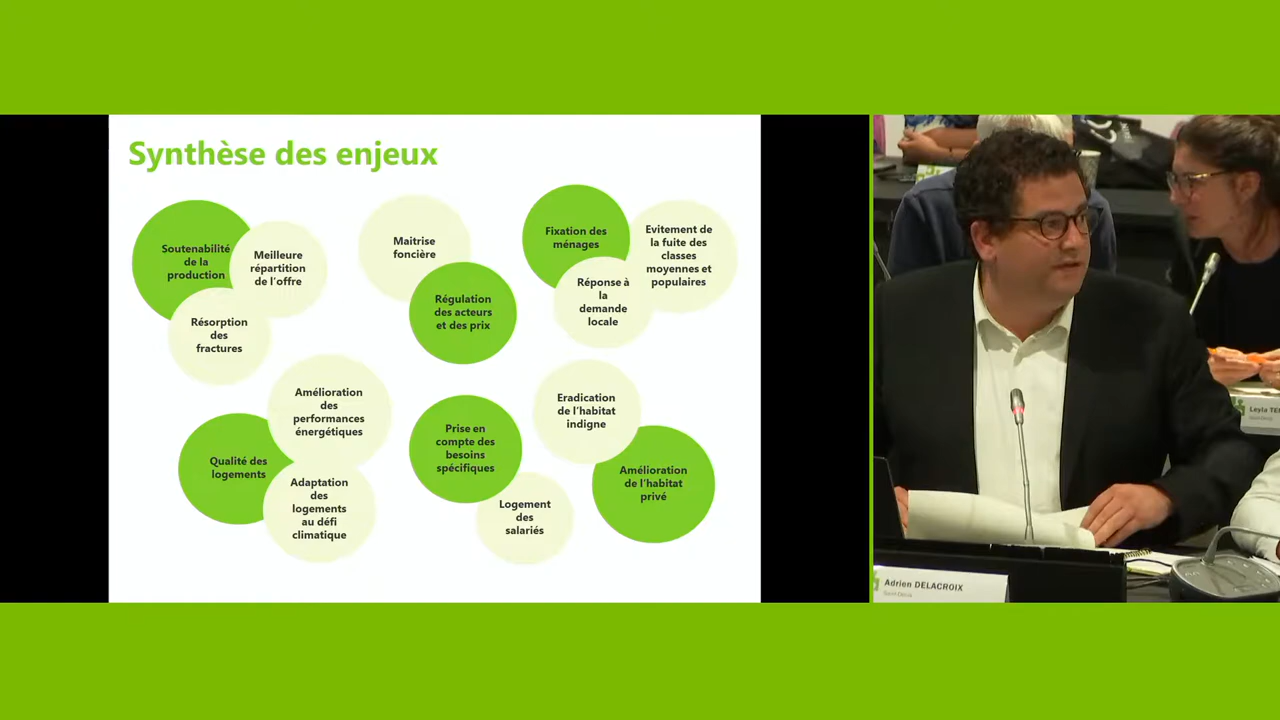 Synthèse des enjeux
Soutenabilité
de la
production
Meilleure
répartition
de l'offre
Résorption
des
fractures
Maitrise
foncière
Régulation
des acteurs
et des prix
Fixation des
ménages
Evitement de
la fuite des
classes
moyennes et
populaires
Réponse à
la
demande
locale
Amélioration
des
performances
énergétiques
Qualité des
logements
Adaptation
des
logements
au défi
climatique
Prise en
compte des
besoins
spécifiques
Logement
des
salariés
Eradication
de l'habitat
indigne
Amélioration
de l'habitat
privé
Adrien DELACROIX
Saint-Denis
Leyla